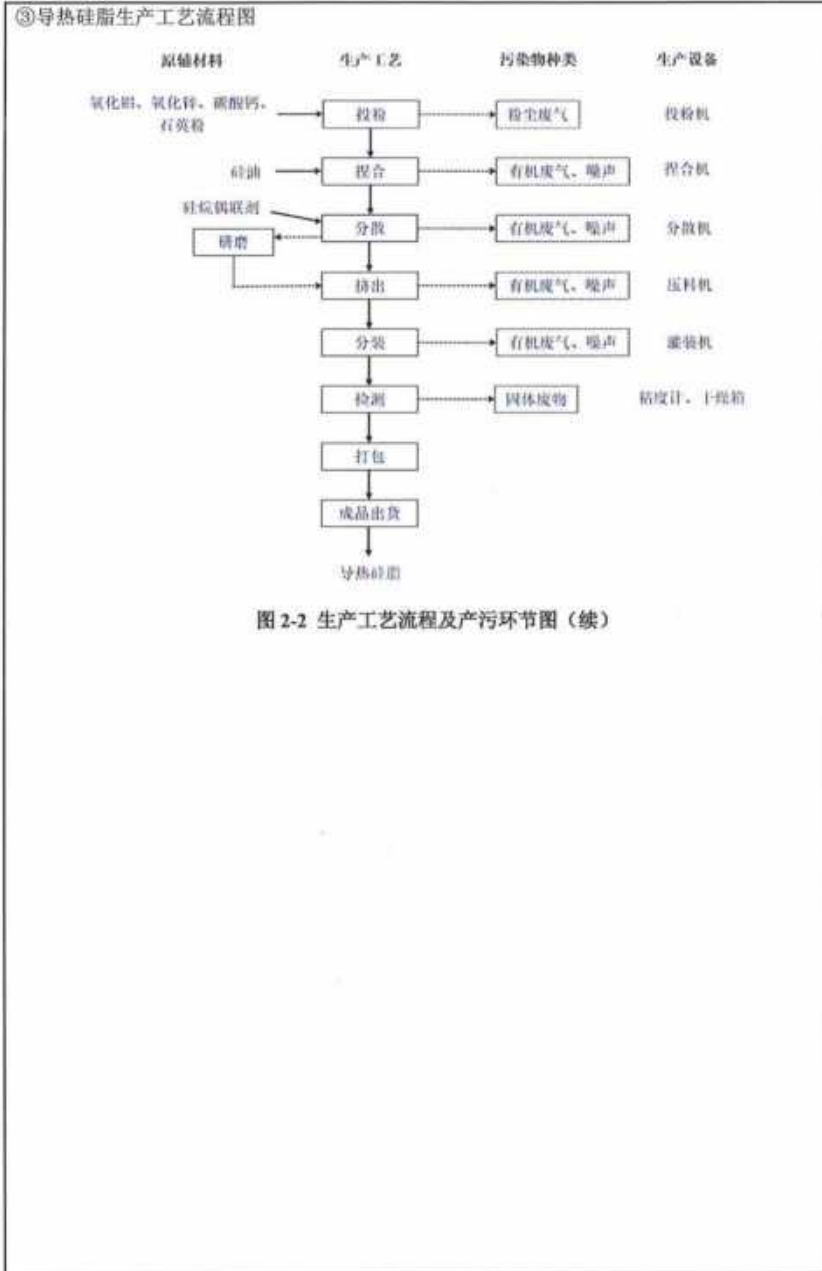 ③导热硅脂生产工艺流程图
原辅材料 生产工艺 污染物种类 生产设备
氧化铝、氧化锌、碳酸钙、
石英粉
投粉 粉尘废气 投粉机
硅油 捏合 有机废气、噪声 捏合机
硅烷偶联剂
分散 有机废气、噪声 分散机
研磨
挤出 有机废气、噪声 压料机
分装 有机废气、噪声 灌装机
检测 固体废物 粘度计、干燥箱
打包
成品出货
导热硅脂
图 2-2 生产工艺流程及产污环节图（续）